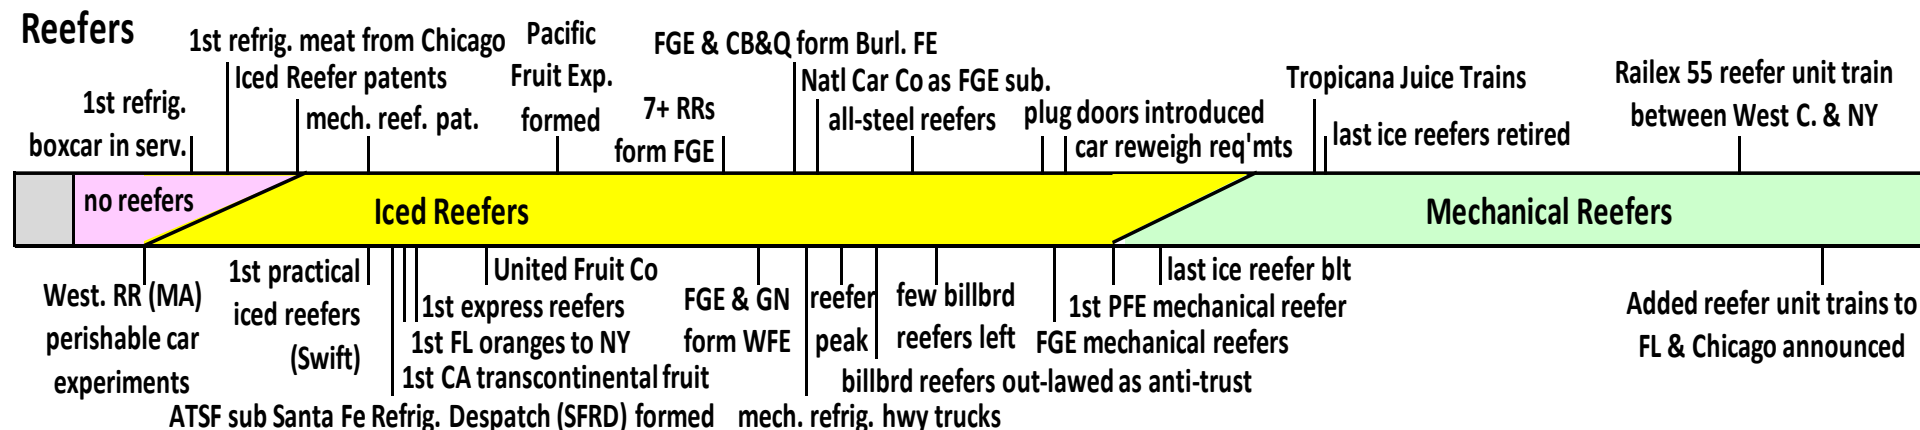 Reefers
1st refrig. meat from Chicago
Pacific
Fruit Exp.
formed
FGE & CB&Q form Burl. FE
Iced Reefer patents
Natl Car Co as FGE sub.
Tropicana Juice Trains
Railex 55 reefer unit train
between West C. & NY
1st refrig.
boxcar in serv.
mech. reef. pat.
7+ RRs
form FGE
all-steel reefers
plug doors introduced
car reweigh req'mts
last ice reefers retired
no reefers
Iced Reefers
Mechanical Reefers
West. RR (MA)
perishable car
experiments
1st practical
iced reefers
(Swift)
United Fruit Co
1st express reefers
1st FL oranges to NY
1st CA transcontinental fruit
ATSF sub Santa Fe Refrig. Despatch (SFRD) formed
FGE & GN
form WFE
reefer
peak
few billbrd
reefers left
last ice reefer blt
1st PFE mechanical reefer
FGE mechanical reefers
billbrd reefers out-lawed as anti-trust
mech. refrig. hwy trucks
Added reefer unit trains to
FL & Chicago announced